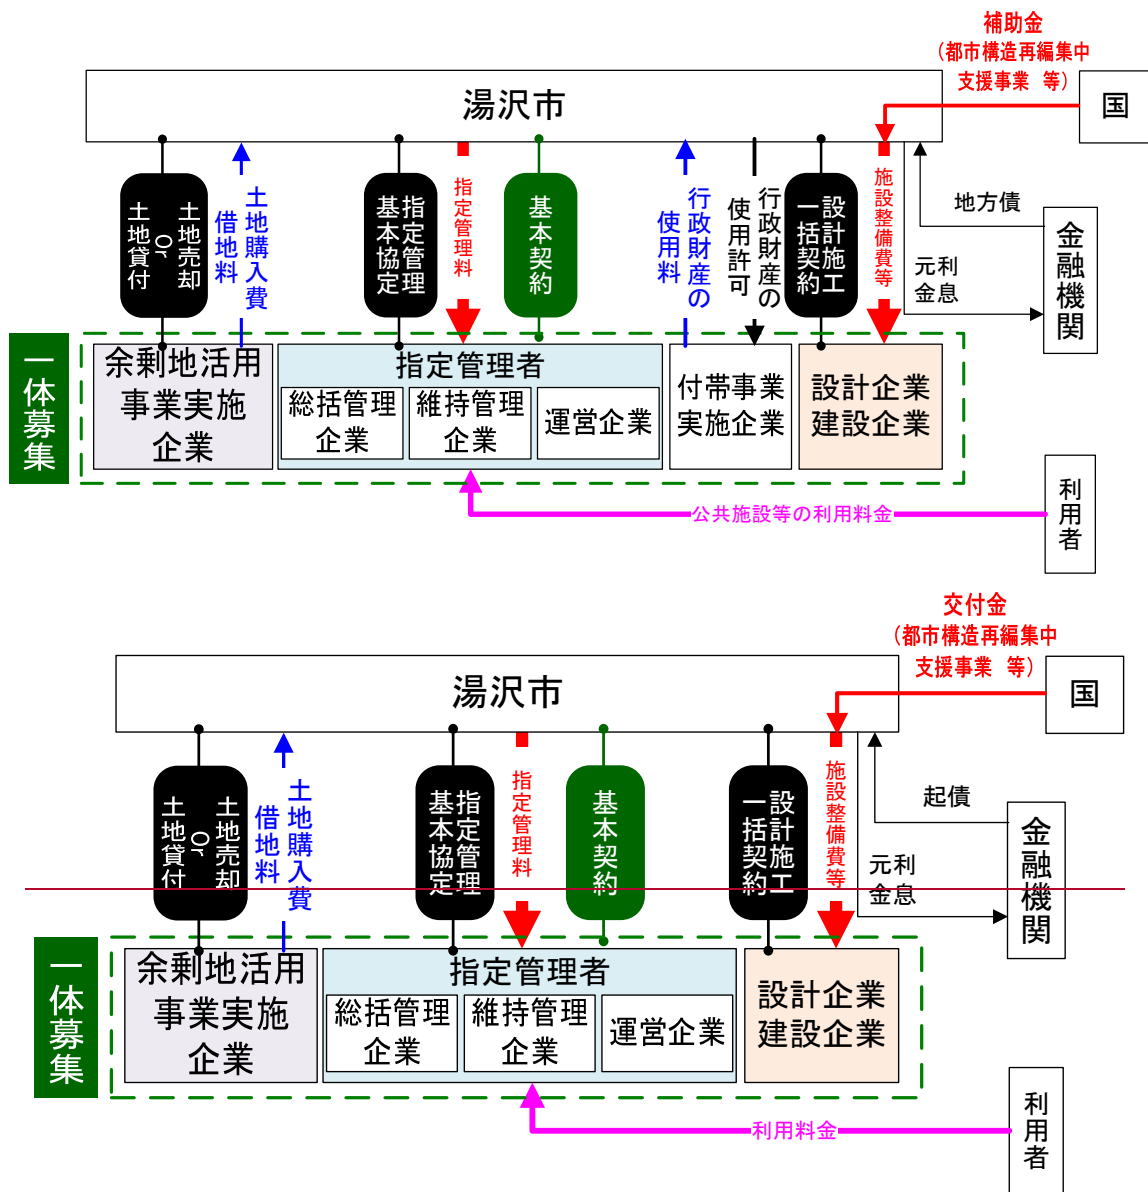 補助金
（都市構造再編集中
支援事業　等）
湯沢市
国
土地売却
Or
土地貸付
土地購入費
借地料
指定管理
基本協定
指定管理料
基本契約
行政財産の
使用料
行政財産の
使用許可
設計施工
一括契約
施設整備費等
地方債
元利
金息
金融機関
一体募集
余剰地活用
事業実施
企業
指定管理者
総括管理
企業
維持管理
企業
運営企業
付帯事業
実施企業
設計企業
建設企業
公共施設等の利用料金
利用者
交付金
（都市構造再編集中
支援事業　等）
湯沢市
国
土地売却
Or
土地貸付
土地購入費
借地料
指定管理
基本協定
指定管理料
基本契約
設計施工
一括契約
施設整備費等
起債
元利
金息
金融機関
一体募集
余剰地活用
事業実施
企業
指定管理者
総括管理
企業
維持管理
企業
運営企業
設計企業
建設企業
利用料金
利用者